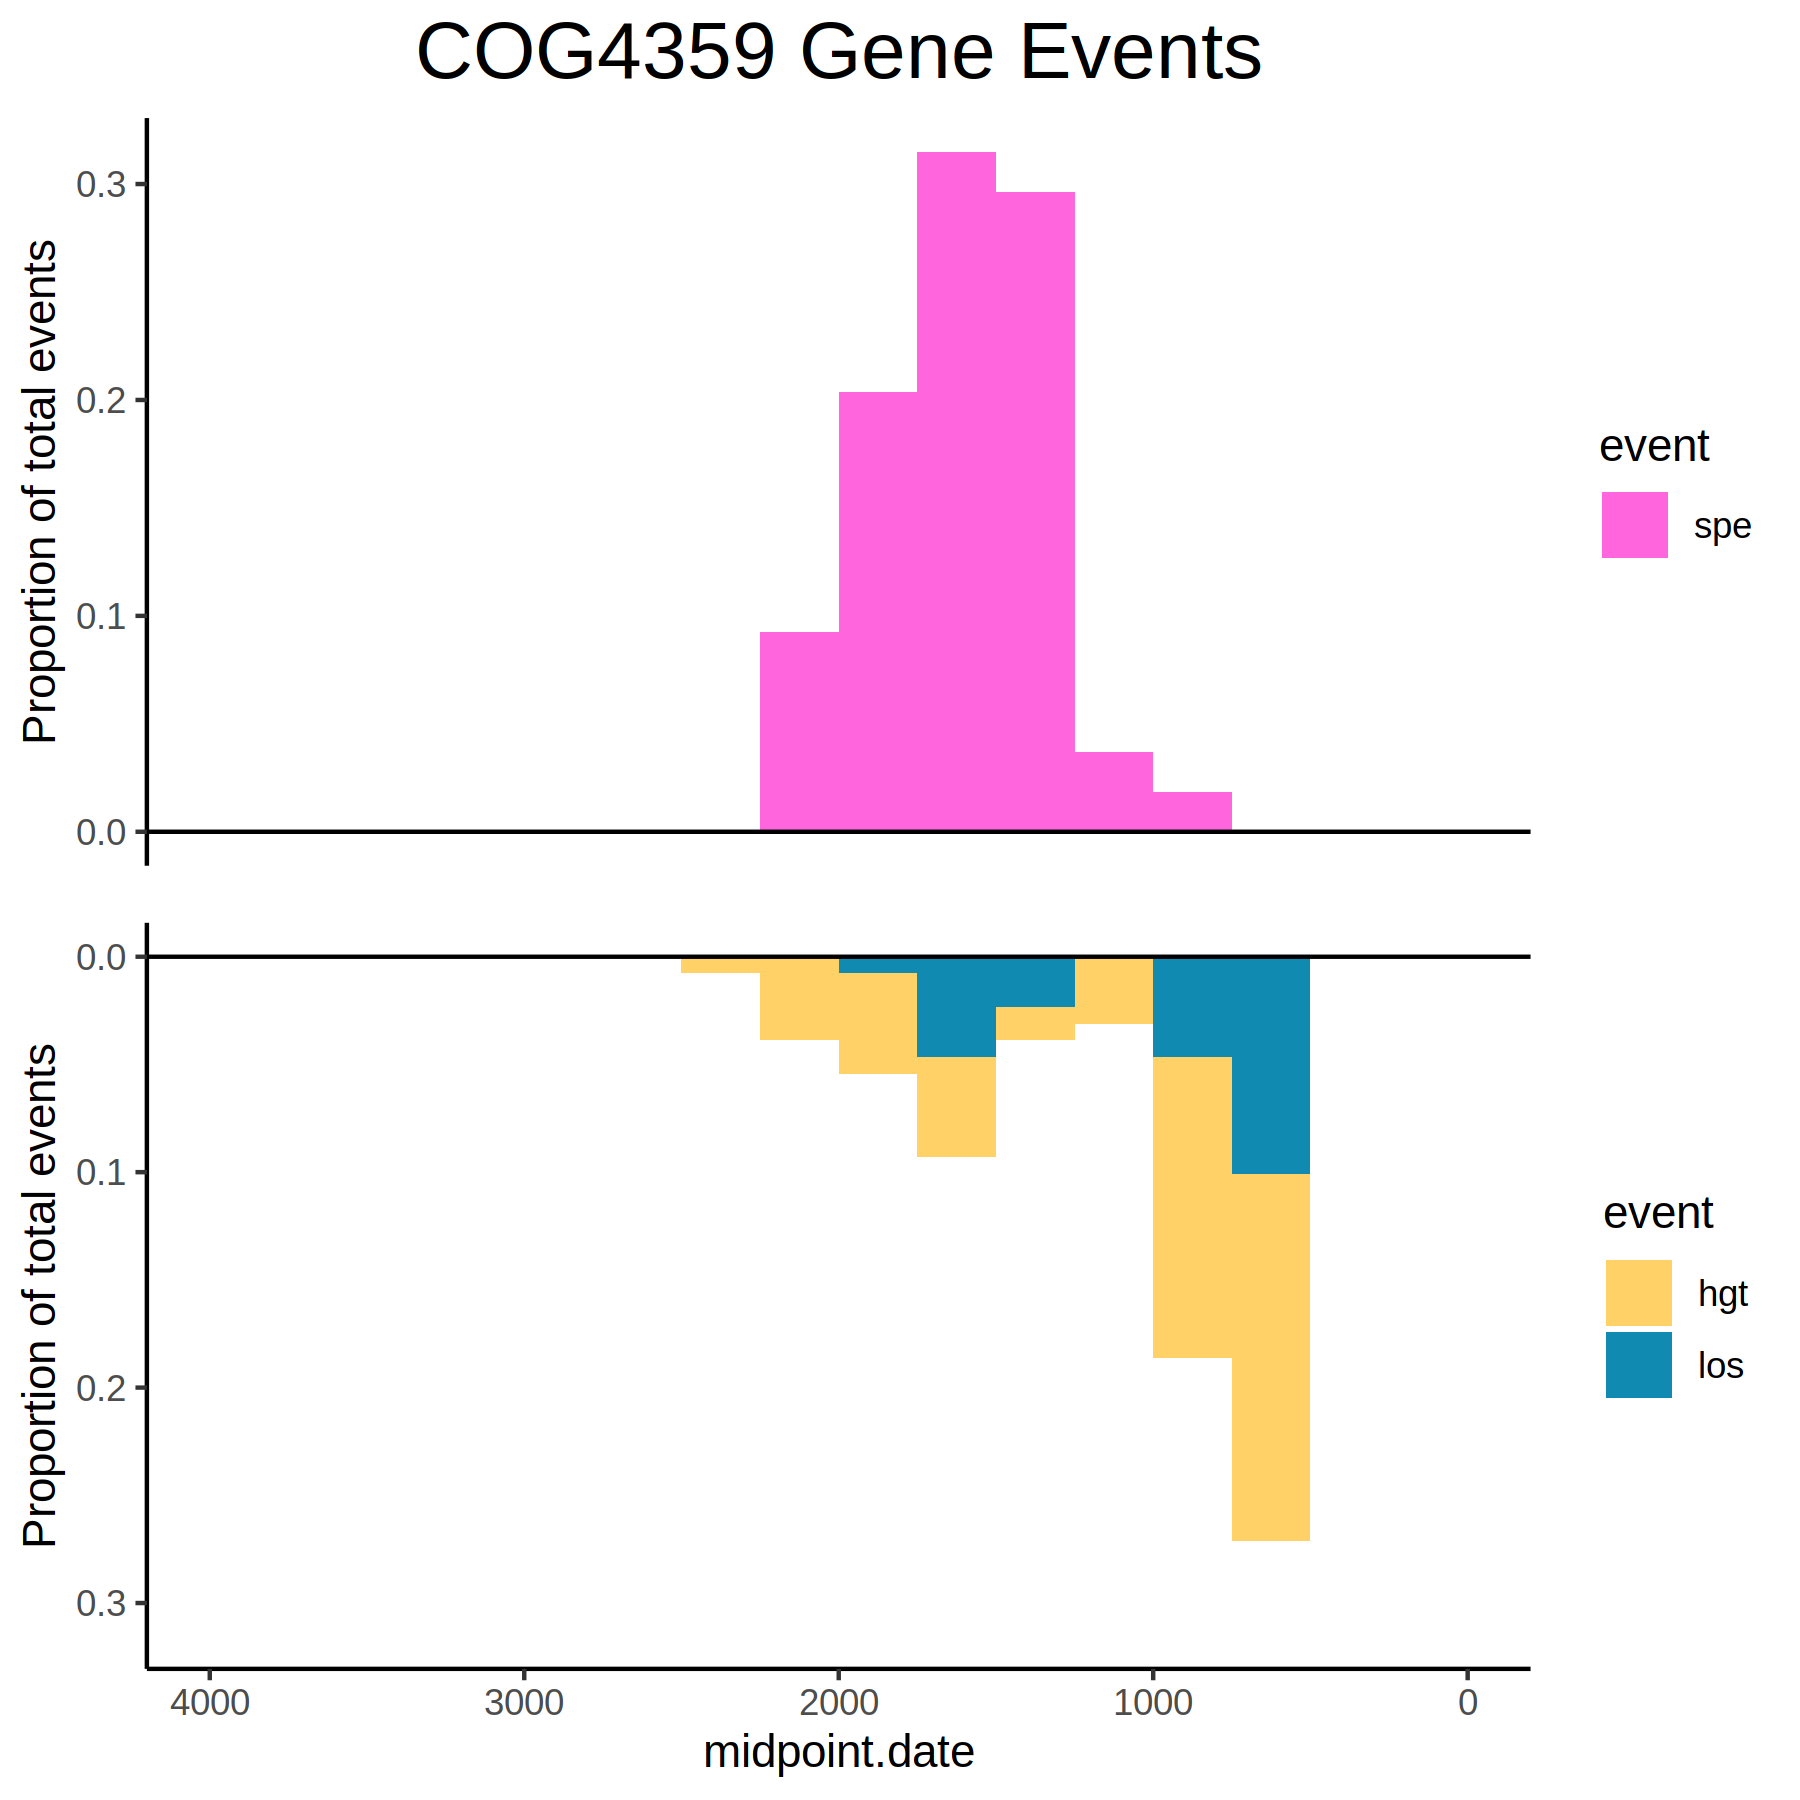 COG4359 Gene Events
Proportion of total events
0.3
0.2
0.1
0.0
event
spe
Proportion of total events
0.0
0.1
0.2
0.3
event
hgt
los
4000 3000 2000 1000 0
midpoint.date